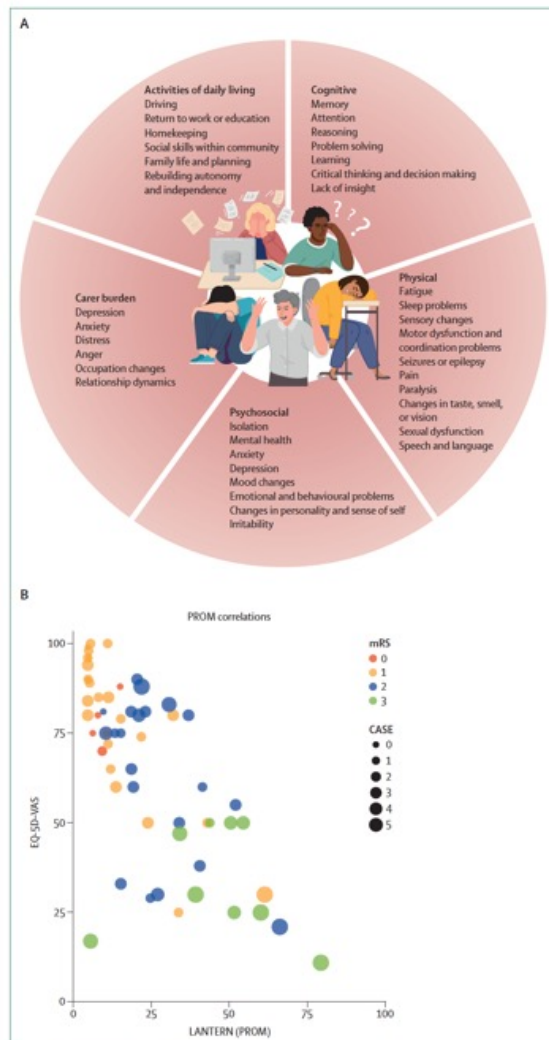 A
Activities of daily living
Driving
Return to work or education
Homekeeping
Social skills within community
Family life and planning
Rebuilding autonomy
and independence
Cognitive
Memory
Attention
Reasoning
Problem solving
Learning
Critical thinking and decision making
Lack of insight
? ? ?
Carer burden
Depression
Anxiety
Distress
Anger
Occupation changes
Relationship dynamics
Physical
Fatigue
Sleep problems
Sensory changes
Motor dysfunction and
coordination problems
Seizures or epilepsy
Pain
Paralysis
Changes in taste, smell,
or vision
Sexual dysfunction
Speech and language
Psychosocial
Isolation
Mental health
Anxiety
Depression
Mood changes
Emotional and behavioural problems
Changes in personality and sense of self
Irritability
B
PROM correlations
100
75
50
25
0
EQ-5D-VAS
0 25 50 75 100
LANTERN (PROM)
mRS
0
1
2
3
CASE
0
1
2
3
4
5